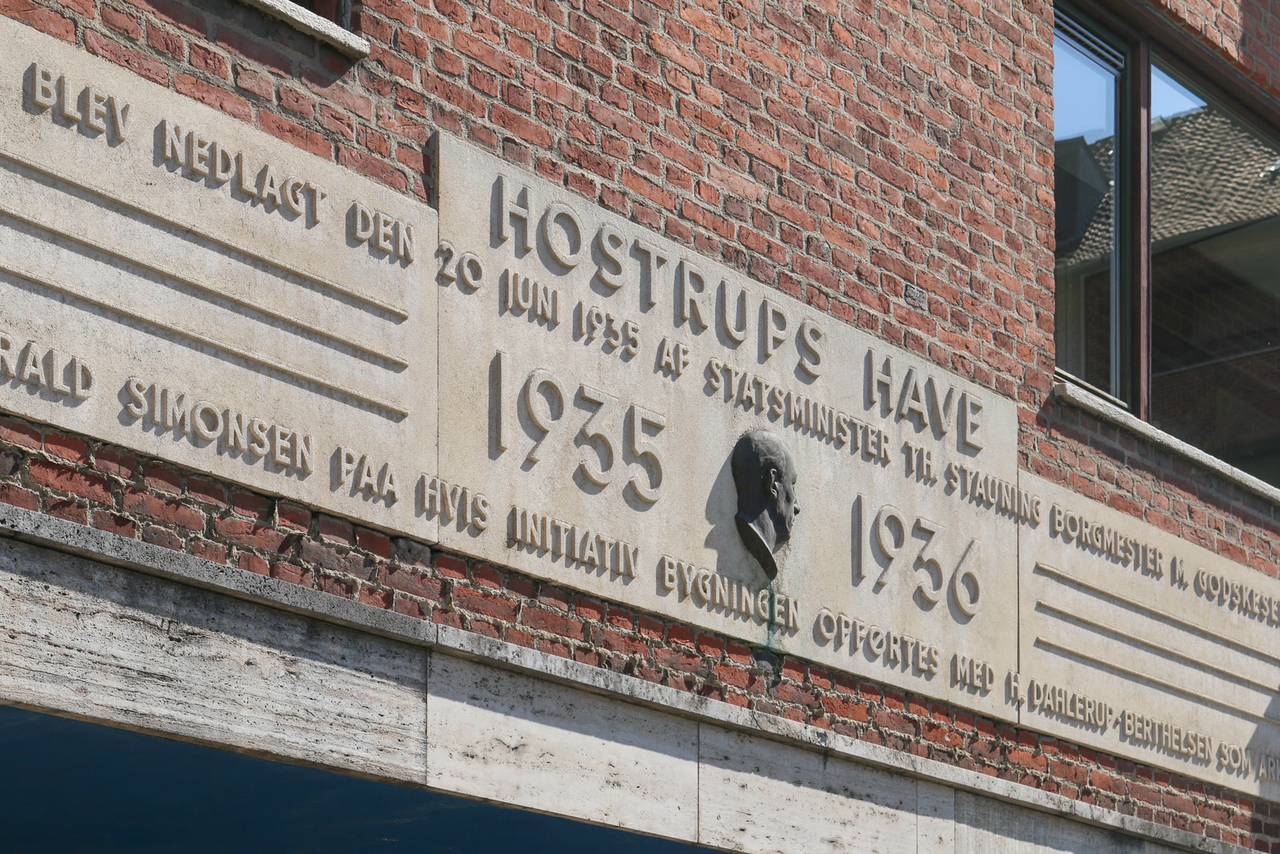 HOSTRUPS HAVE
BLEV NEDLAGT DEN 20 JUNI 1935 AF STATSMINISTER TH. STAUNING BORGMESTER M. GODSKESE
1935 1936
RALD SIMONSEN PAA HVIS INITIATIV BYGNINGEN OPFØRTES MED H. DAHLERUP-BERTHELSEN SOM